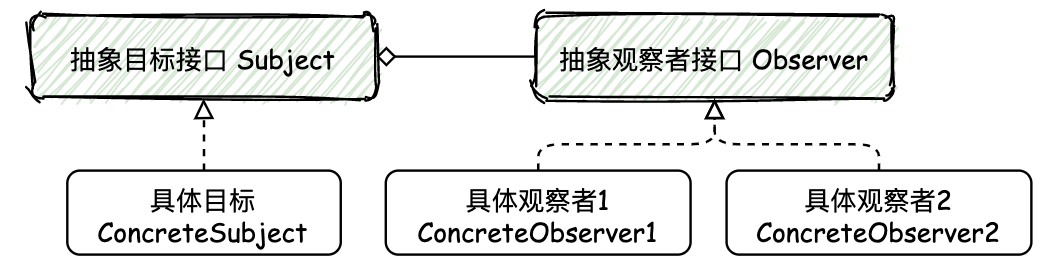 抽象目标接口 Subject
抽象观察者接口 Observer
具体目标
ConcreteSubject
具体观察者1
ConcreteObserver1
具体观察者2
ConcreteObserver2